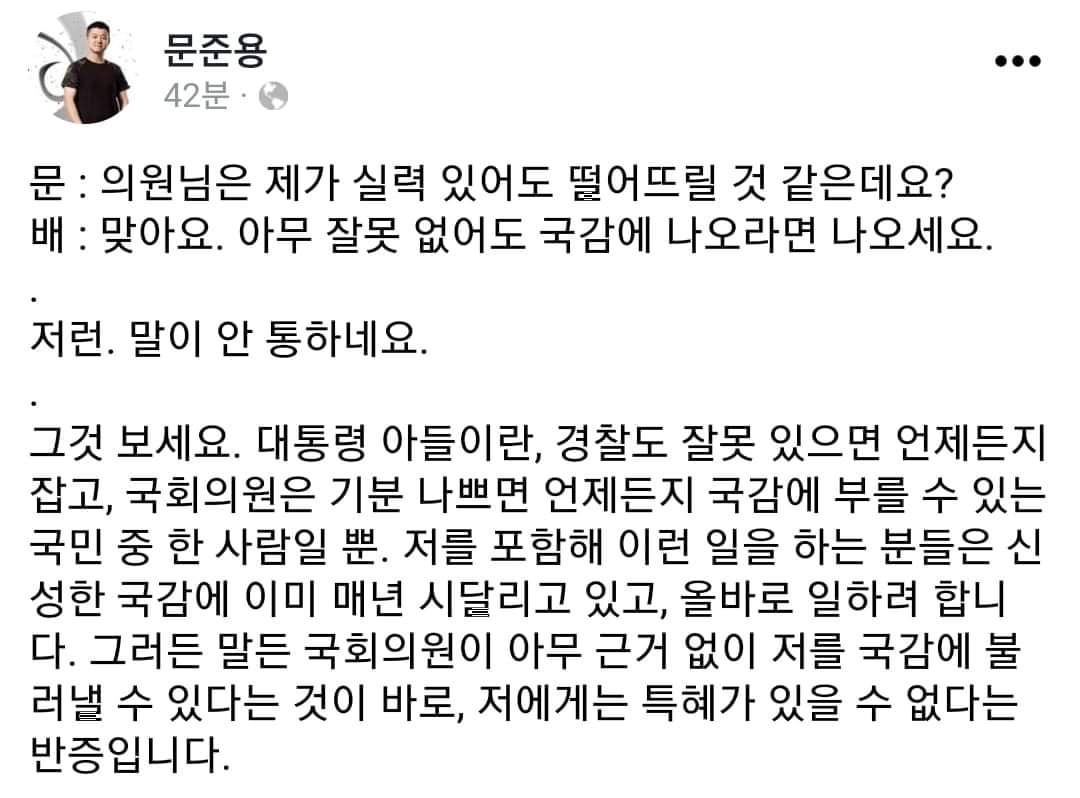 문준용
42분 ·
문 : 의원님은 제가 실력 있어도 떨어뜨릴 것 같은데요?
배 : 맞아요. 아무 잘못 없어도 국감에 나오라면 나오세요.
.
저런. 말이 안 통하네요.
.
그것 보세요. 대통령 아들이란, 경찰도 잘못 있으면 언제든지
잡고, 국회의원은 기분 나쁘면 언제든지 국감에 부를 수 있는
국민 중 한 사람일 뿐. 저를 포함해 이런 일을 하는 분들은 신
성한 국감에 이미 매년 시달리고 있고, 올바로 일하려 합니
다. 그러든 말든 국회의원이 아무 근거 없이 저를 국감에 불
러낼 수 있다는 것이 바로, 저에게는 특혜가 있을 수 없다는
반증입니다.